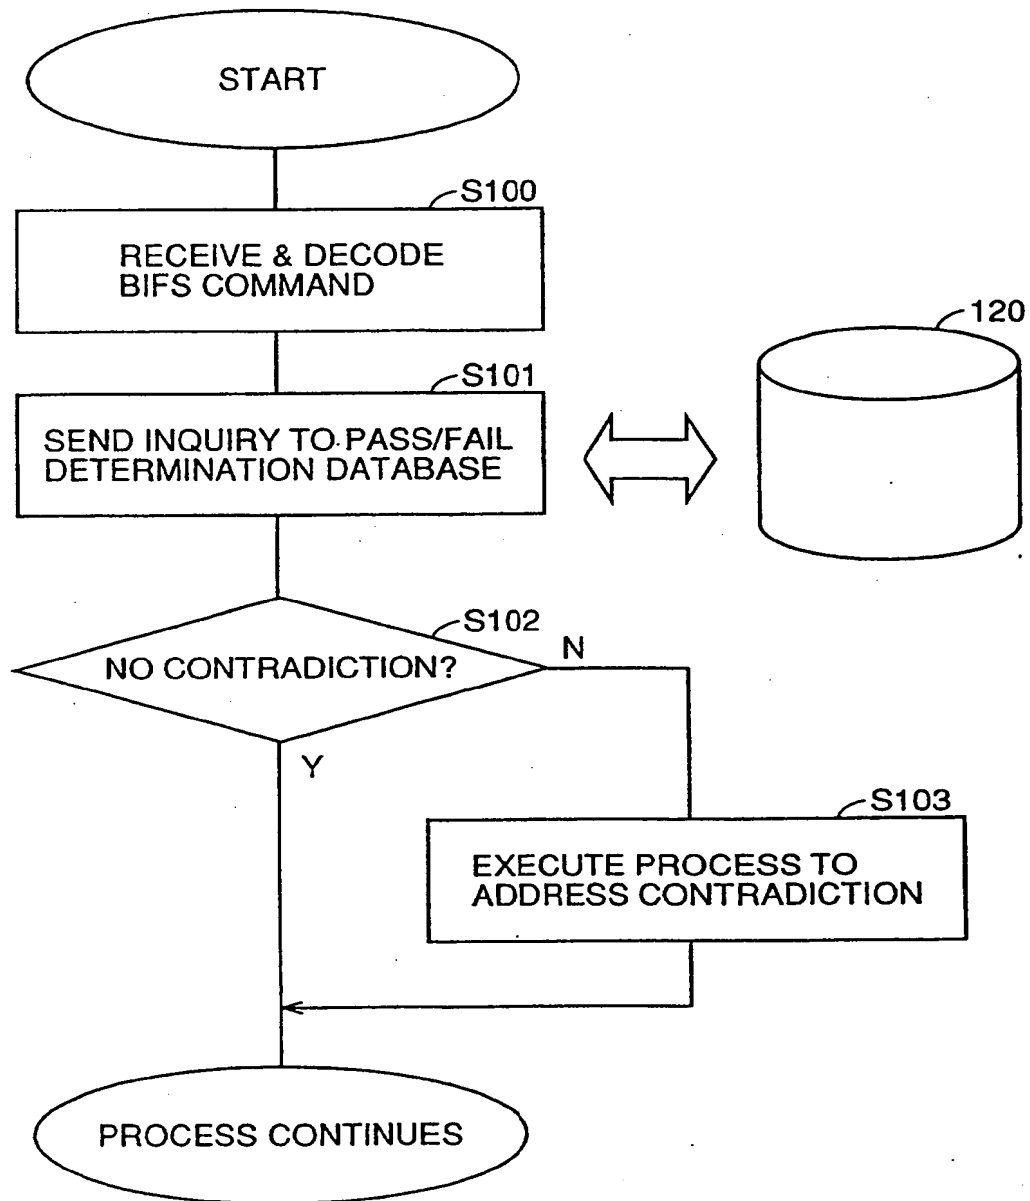 START
S100
RECEIVE & DECODE
BIFS COMMAND
S101
120
SEND INQUIRY TO PASS/FAIL
DETERMINATION DATABASE
S102
NO CONTRADICTION?
N
Y
S103
EXECUTE PROCESS TO
ADDRESS CONTRADICTION
PROCESS CONTINUES